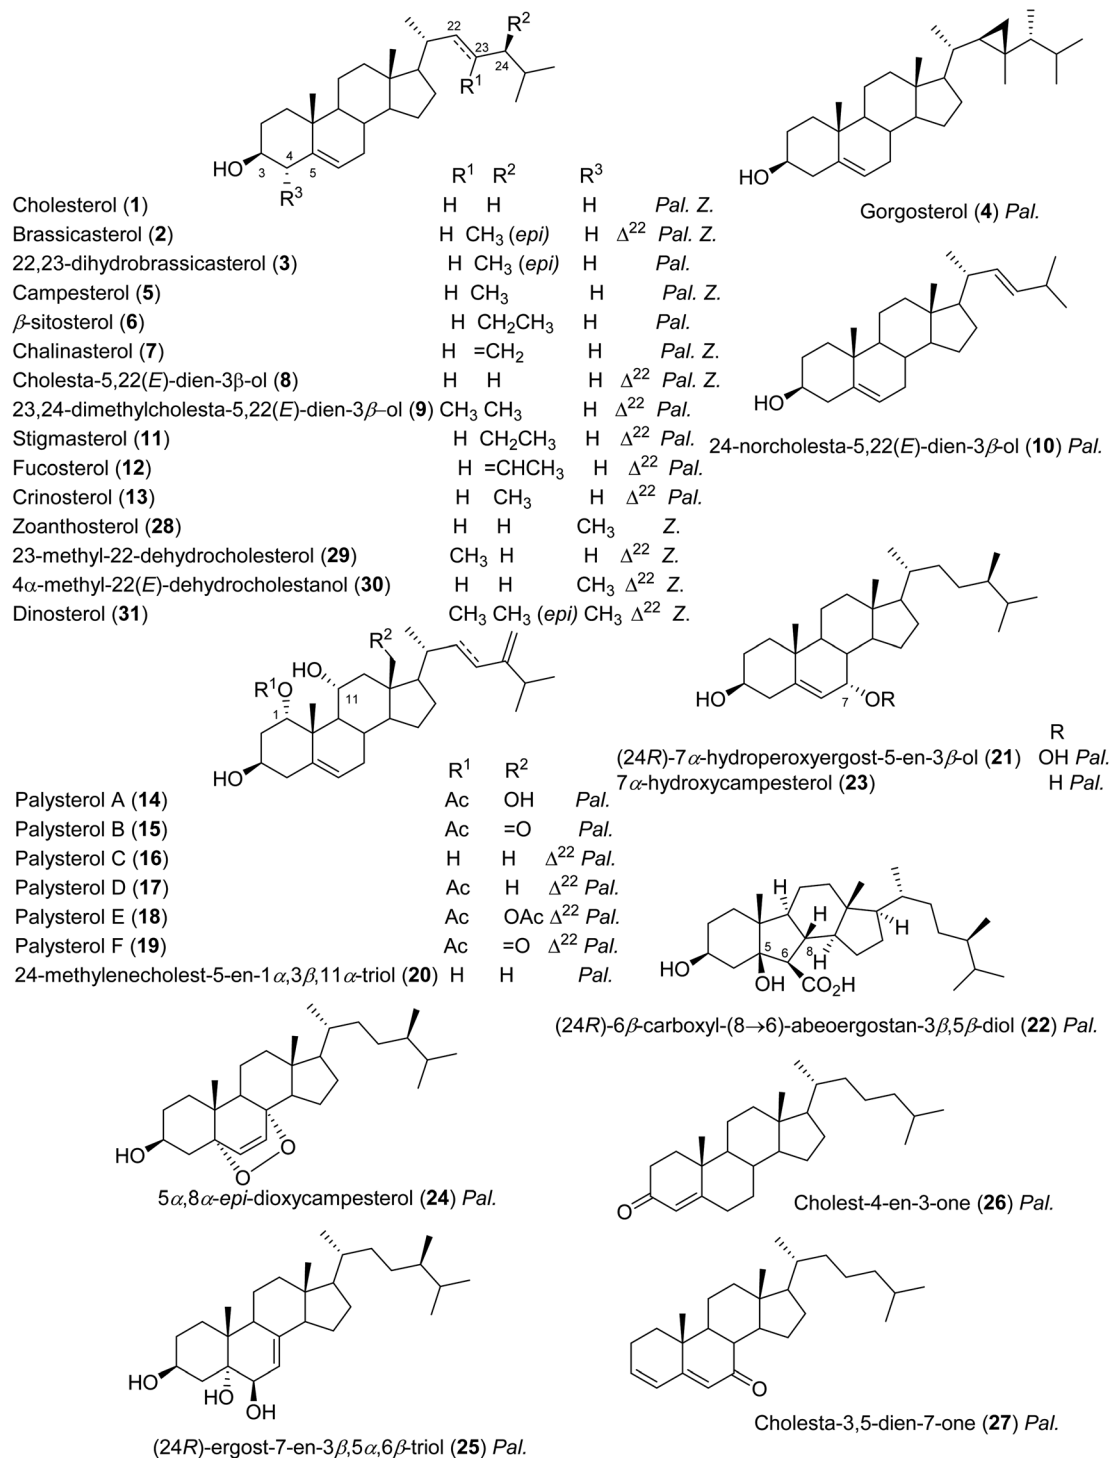 R²
22
23
24
R¹
HO
3
4
5
R³
HO
Gorgosterol (4) Pal.
R¹ R² R³
Cholesterol (1) H H H Pal. Z.
Brassicasterol (2) H CH₃ (epi) H Δ²² Pal. Z.
22,23-dihydrobrassicasterol (3) H CH₃ (epi) H Pal.
Campesterol (5) H CH₃ H Pal. Z.
β-sitosterol (6) H CH₂CH₃ H Pal.
Chalinasterol (7) H =CH₂ H Pal. Z.
Cholesta-5,22(E)-dien-3β-ol (8) H H H Δ²² Pal. Z.
23,24-dimethylcholesta-5,22(E)-dien-3β–ol (9) CH₃ CH₃ H Δ²² Pal.
Stigmasterol (11) H CH₂CH₃ H Δ²² Pal.
Fucosterol (12) H =CHCH₃ H Δ²² Pal.
Crinosterol (13) H CH₃ H Δ²² Pal.
Zoanthosterol (28) H H CH₃ Z.
23-methyl-22-dehydrocholesterol (29) CH₃ H H Δ²² Z.
4α-methyl-22(E)-dehydrocholestanol (30) H H CH₃ Δ²² Z.
Dinosterol (31) CH₃ CH₃ (epi) CH₃ Δ²² Z.
HO
24-norcholesta-5,22(E)-dien-3β-ol (10) Pal.
R²
HO
R¹O
11
1
HO
R¹ R²
Palysterol A (14) Ac OH Pal.
Palysterol B (15) Ac =O Pal.
Palysterol C (16) H H Δ²² Pal.
Palysterol D (17) Ac H Δ²² Pal.
Palysterol E (18) Ac OAc Δ²² Pal.
Palysterol F (19) Ac =O Δ²² Pal.
24-methylenecholest-5-en-1α,3β,11α-triol (20) H H Pal.
HO
7
OR
R
(24R)-7α-hydroperoxyergost-5-en-3β-ol (21) OH Pal.
7α-hydroxycampesterol (23) H Pal.
H
H
H
H
5
6
8
HO
OH
CO₂H
(24R)-6β-carboxyl-(8→6)-abeoergostan-3β,5β-diol (22) Pal.
HO
O
O
5α,8α-epi-dioxycampesterol (24) Pal.
O
Cholest-4-en-3-one (26) Pal.
HO
HO
OH
(24R)-ergost-7-en-3β,5α,6β-triol (25) Pal.
O
Cholesta-3,5-dien-7-one (27) Pal.